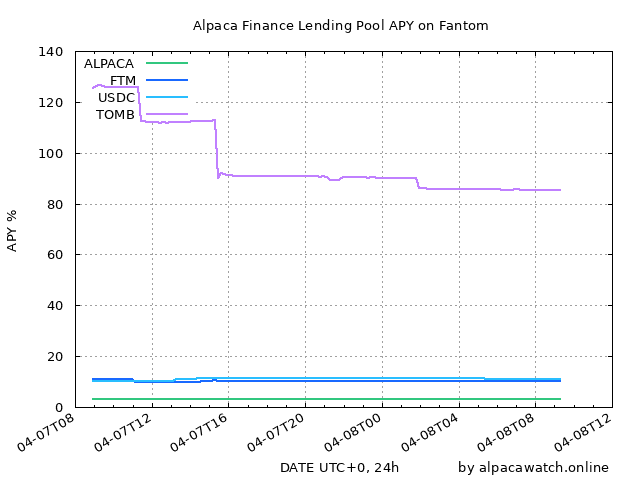 Alpaca Finance Lending Pool APY on Fantom
140
120
100
80
60
40
20
0
APY %
ALPACA
FTM
USDC
TOMB
04-07T08
04-07T12
04-07T16
04-07T20
04-08T00
04-08T04
04-08T08
04-08T12
DATE UTC+0, 24h
by alpacawatch.online